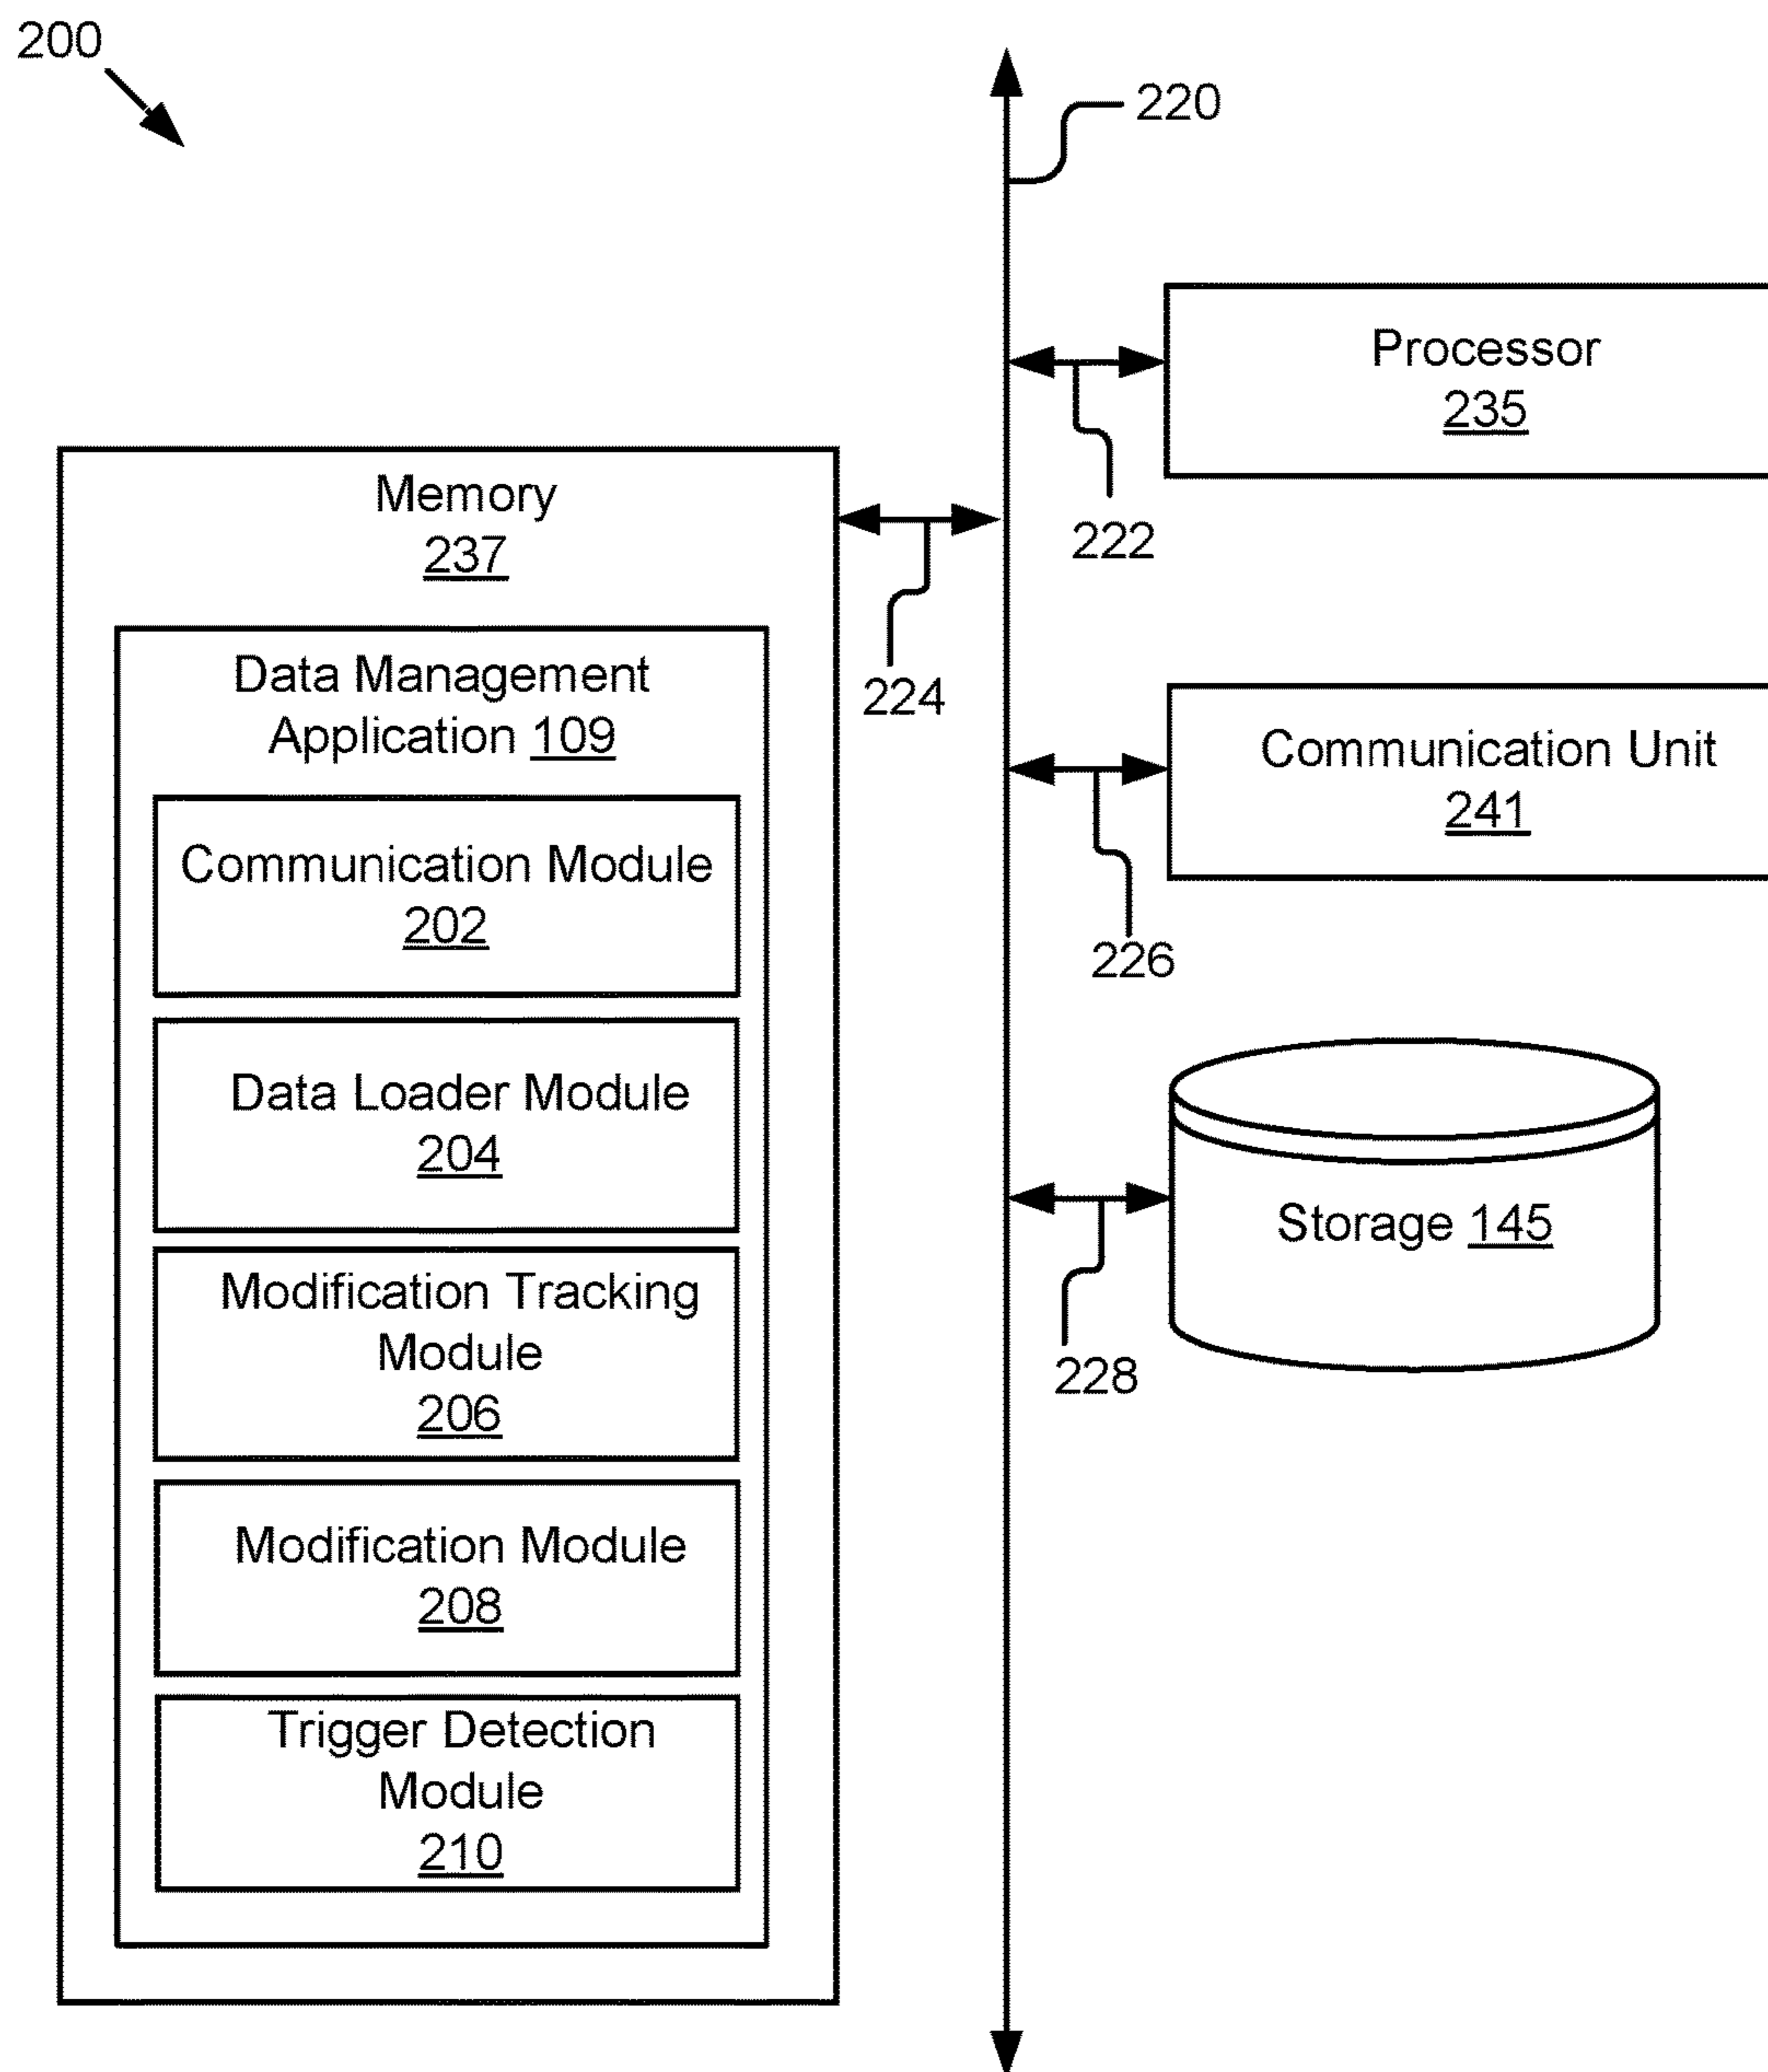 200
220
Processor
235
222
Memory
237
224
Data Management
Application 109
Communication Unit
241
226
Communication Module
202
Data Loader Module
204
Storage 145
228
Modification Tracking
Module
206
Modification Module
208
Trigger Detection
Module
210